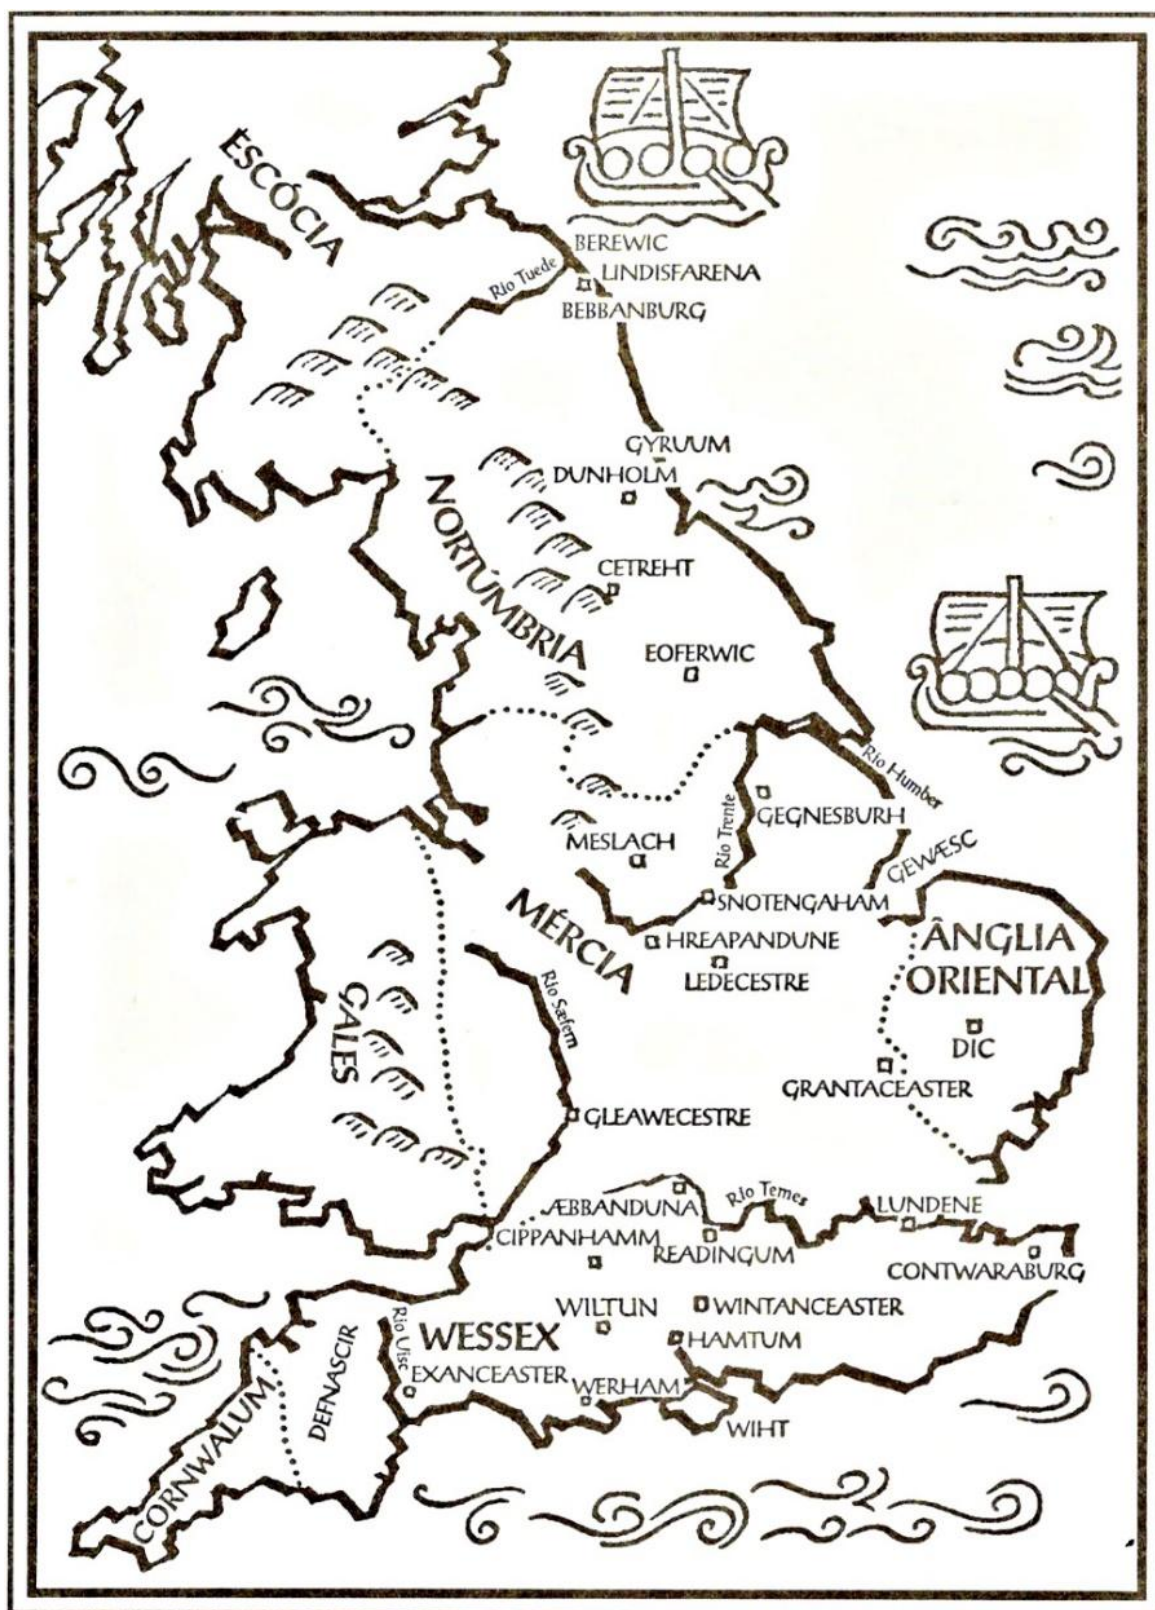 ESCÓCIA
BEREWIC
Rio Tuede
LINDISFARENA
BEBBANBURG
GYRUUM
DUNHOLM
NORTÚMBRIA
CETREHT
EOFERWIC
Rio Humber
Rio Trente
GEGNESBURH
MESLACH
GEWÆSC
SNOTENGAHAM
MÉRCIA
HREAPANDUNE
LEDECESTRE
ÂNGLIA
ORIENTAL
GALES
Rio Sæfern
DIC
GRANTACEASTER
GLEAWECESTRE
ÆBBANDUNA
Rio Temes
LUNDENE
CIPPANHAMM
READINGUM
CONTWARABURG
WILTUN
WINTANCEASTER
Rio Uisc
WESSEX
HAMTUM
EXANCEASTER
WERHAM
DEFNASCIR
CORNWALUM
WIHT